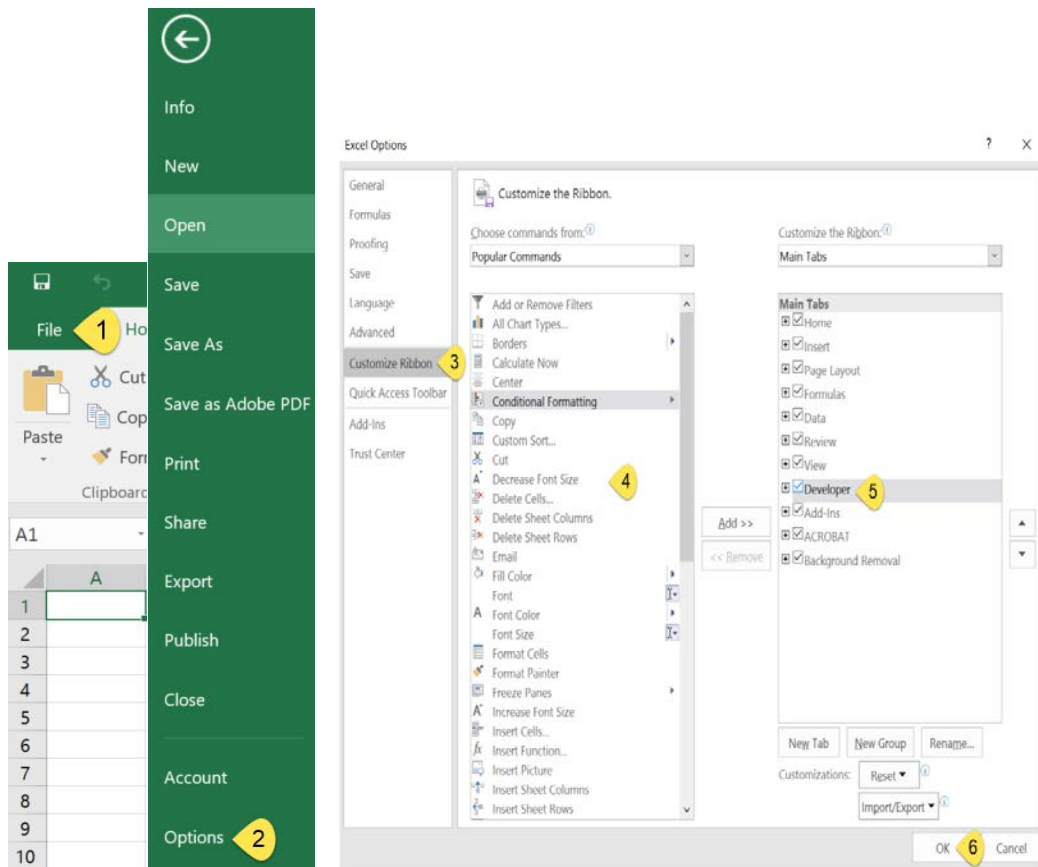 File
1
Ho
Cut
Cop
Paste
For
Clipboard
A1
A
1
2
3
4
5
6
7
8
9
10
Info
New
Open
Save
Save As
Save as Adobe PDF
Print
Share
Export
Publish
Close
Account
Options 2
Excel Options
? X
General
Formulas
Proofing
Save
Language
Advanced
Customize Ribbon 3
Quick Access Toolbar
Add-Ins
Trust Center
Customize the Ribbon.
Choose commands from:
Popular Commands
Add or Remove Filters
All Chart Types...
Borders
Calculate Now
Center
Conditional Formatting
Copy
Custom Sort...
Cut
Decrease Font Size
4
Delete Cells...
Delete Sheet Columns
Delete Sheet Rows
Email
Fill Color
Font
Font Color
Font Size
Format Cells
Format Painter
Freeze Panes
Increase Font Size
Insert Cells...
Insert Function...
Insert Picture
Insert Sheet Columns
Insert Sheet Rows
Add >>
<< Remove
Customize the Ribbon:
Main Tabs
Main Tabs
Home
Insert
Page Layout
Formulas
Data
Review
View
Developer 5
Add-Ins
ACROBAT
Background Removal
New Tab New Group Rename...
Customizations: Reset
Import/Export
OK 6 Cancel